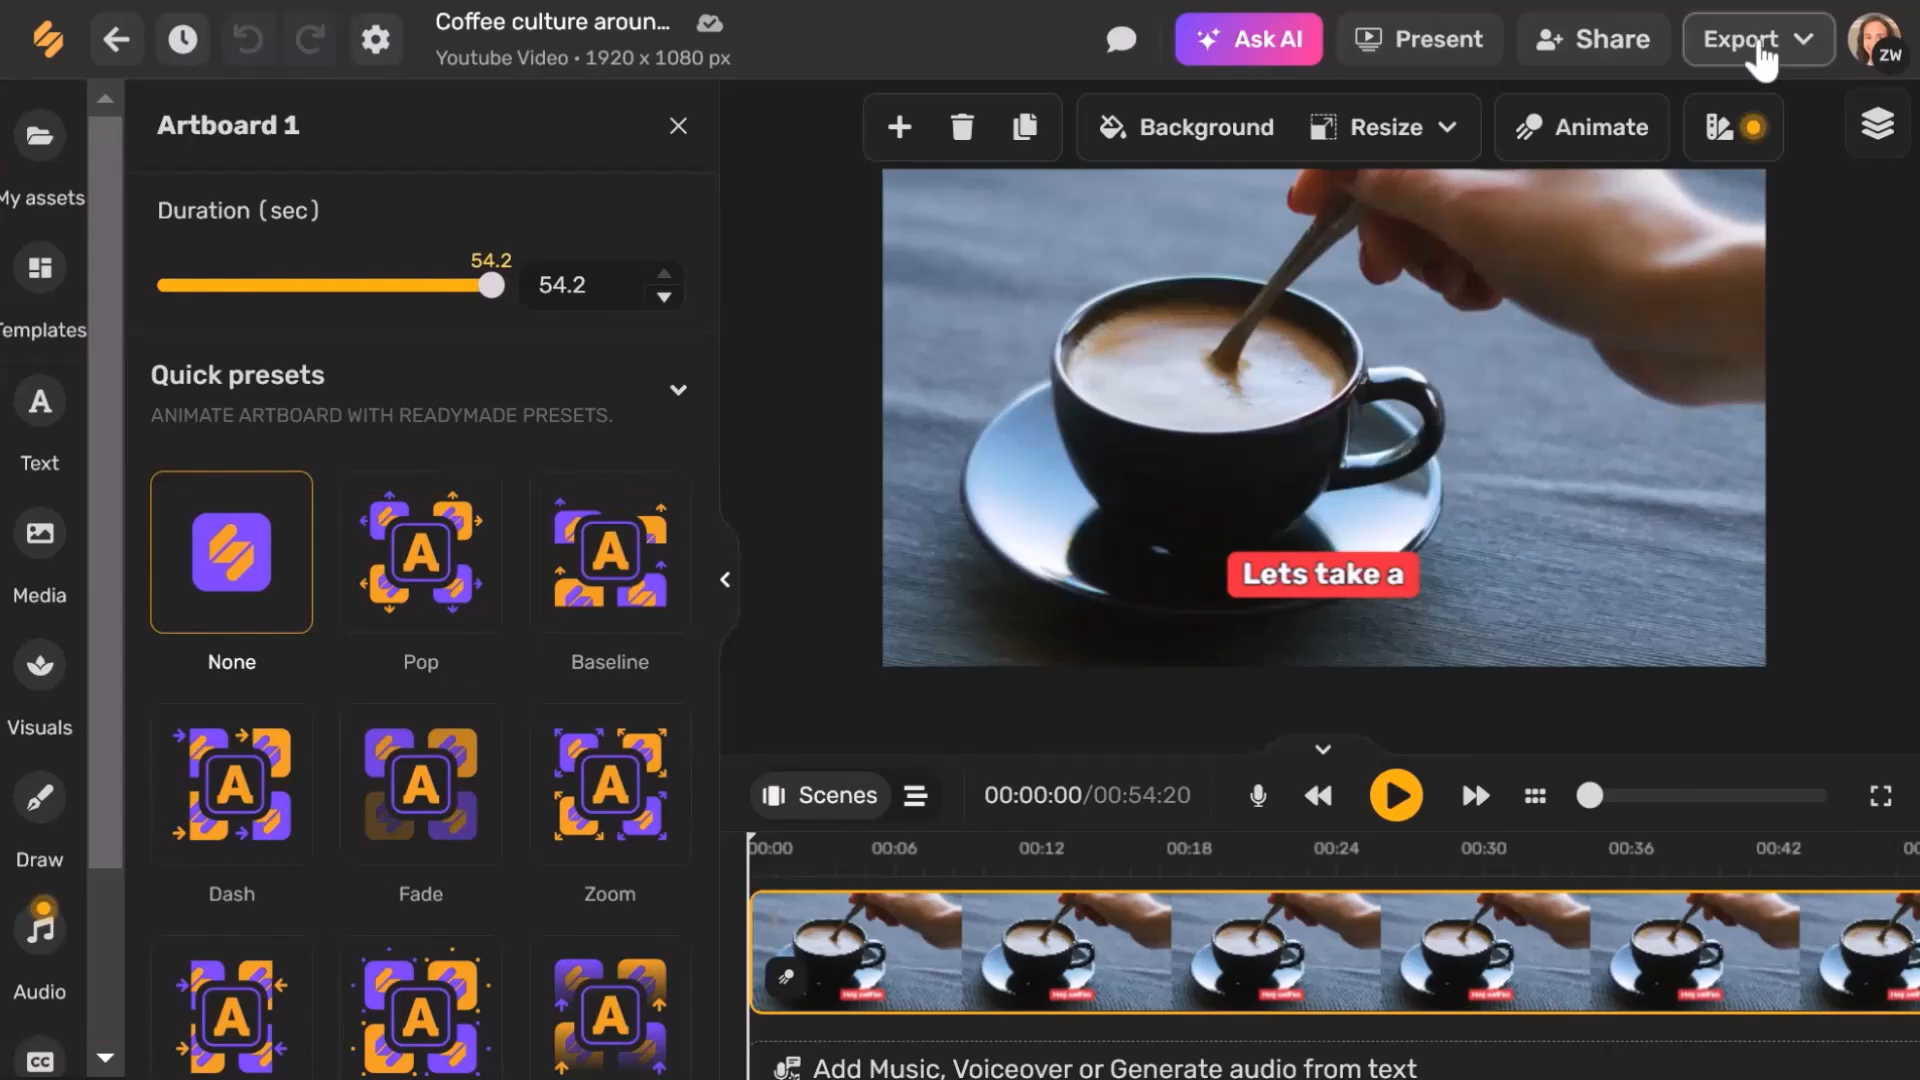 Coffee culture aroun...
Youtube Video • 1920 x 1080 px
Ask AI
Present
Share
Export
ZW
My assets
Templates
Text
Media
Visuals
Draw
Audio
CC
Artboard 1
Duration (sec)
54.2
54.2
Quick presets
ANIMATE ARTBOARD WITH READYMADE PRESETS.
None
A
Pop
A
Baseline
A
Dash
A
Fade
A
Zoom
A
A
A
Background
Resize
Animate
Lets take a
Scenes
00:00:00/00:54:20
00:00
00:06
00:12
00:18
00:24
00:30
00:36
00:42
Add Music, Voiceover or Generate audio from text